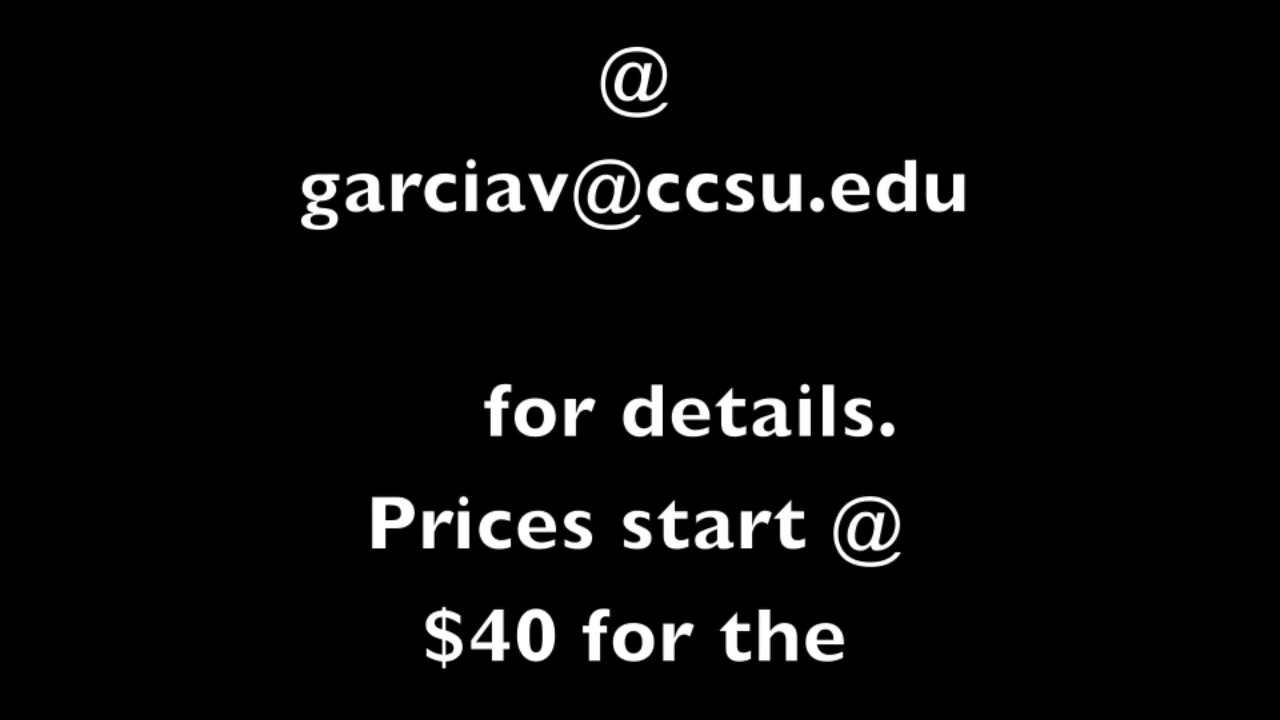 @
garciav@ccsu.edu
for details.
Prices start @
$40 for the